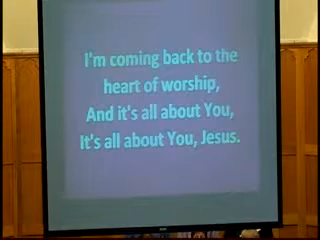 I'm coming back to the
heart of worship,
And it's all about You,
It's all about You, Jesus.